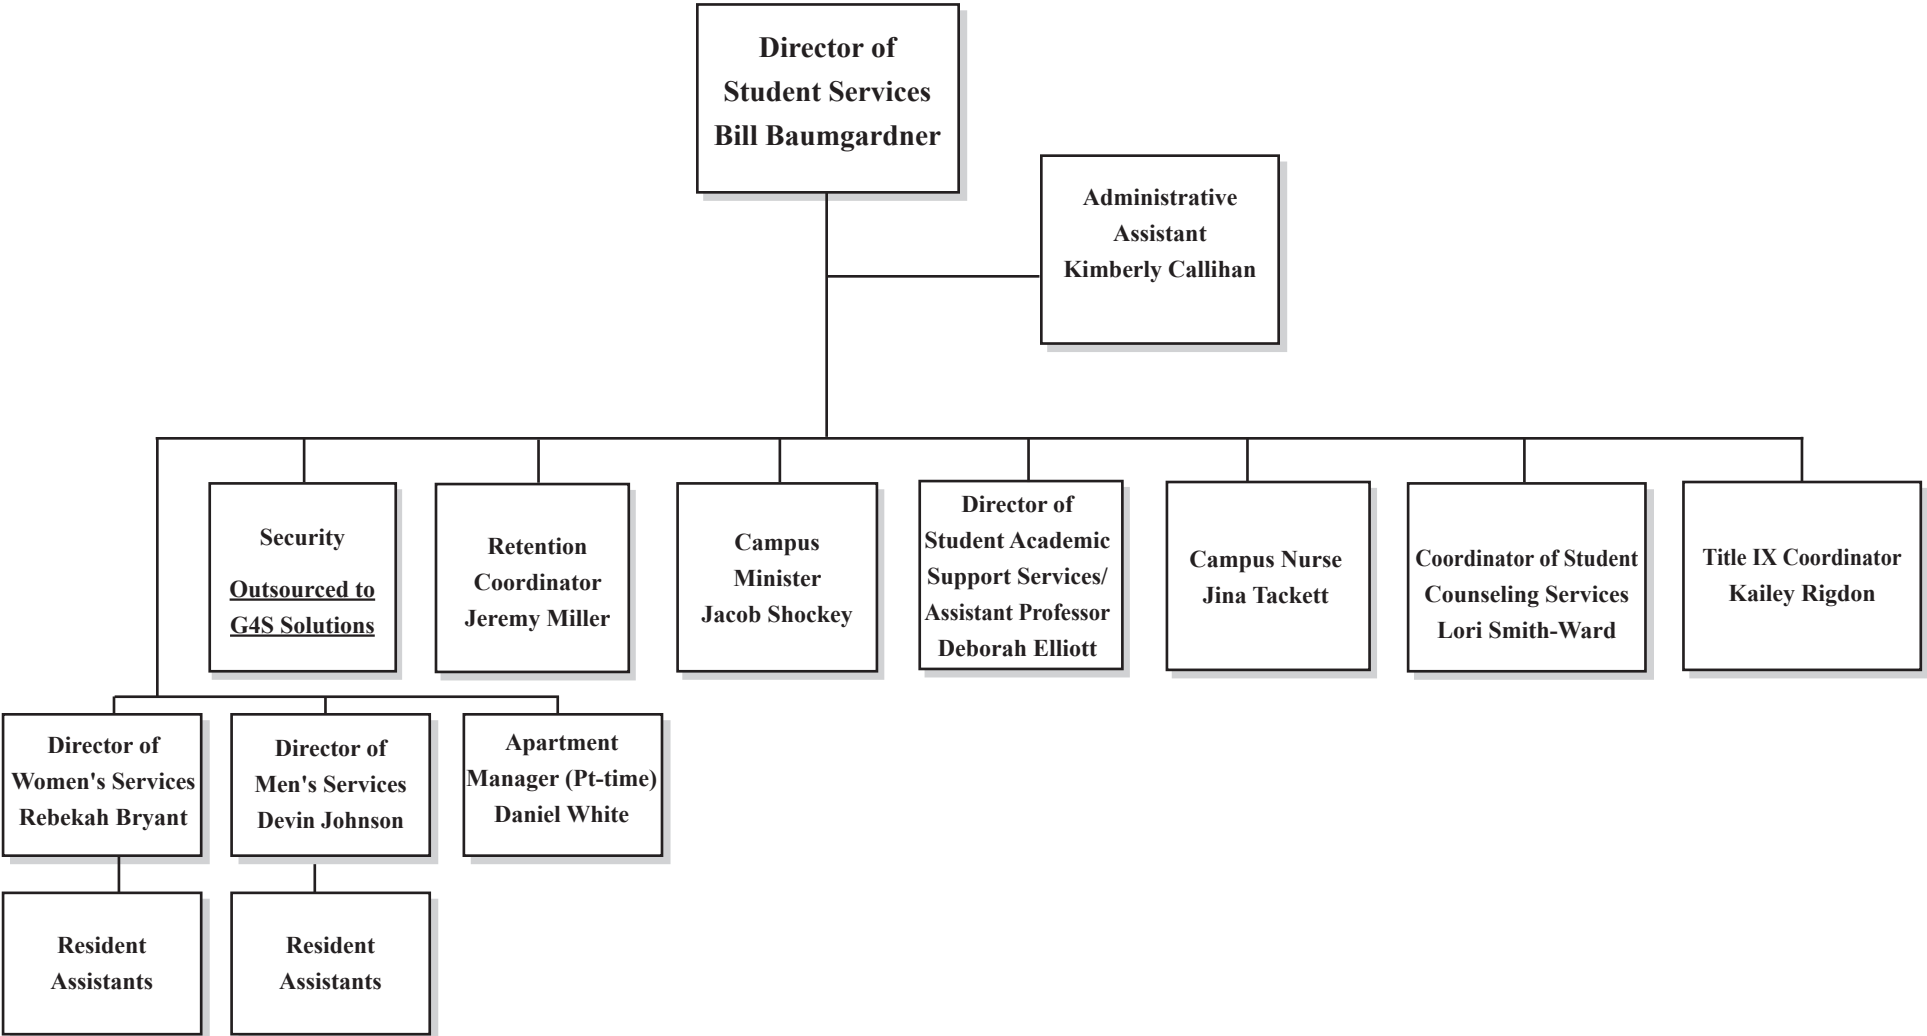 Director of
Student Services
Bill Baumgardner
Administrative
Assistant
Kimberly Callihan
Security
Outsourced to
G4S Solutions
Retention
Coordinator
Jeremy Miller
Campus
Minister
Jacob Shockey
Director of
Student Academic
Support Services/
Assistant Professor
Deborah Elliott
Campus Nurse
Jina Tackett
Coordinator of Student
Counseling Services
Lori Smith-Ward
Title IX Coordinator
Kailey Rigdon
Director of
Women's Services
Rebekah Bryant
Director of
Men's Services
Devin Johnson
Apartment
Manager (Pt-time)
Daniel White
Resident
Assistants
Resident
Assistants